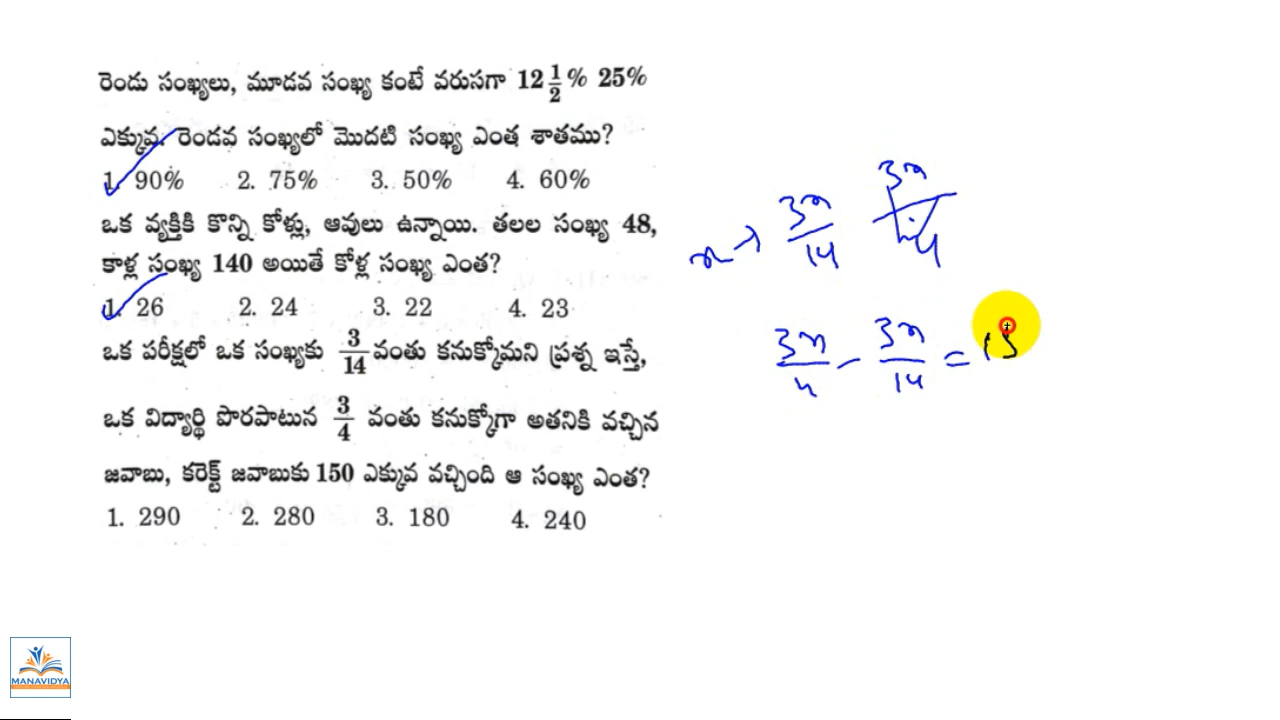 రెండు సంఖ్యలు, మూడవ సంఖ్య కంటే వరుసగా 12 1/2 % 25%
ఎక్కువ. రెండవ సంఖ్యలో మొదటి సంఖ్య ఎంత శాతము?
1. 90% 2. 75% 3. 50% 4. 60%
ఒక వ్యక్తికి కొన్ని కోళ్లు, ఆవులు ఉన్నాయి. తలల సంఖ్య 48,
కాళ్ల సంఖ్య 140 అయితే కోళ్ల సంఖ్య ఎంత?
1. 26 2. 24 3. 22 4. 23
ఒక పరీక్షలో ఒక సంఖ్యకు 3/14 వంతు కనుక్కోమని ప్రశ్న ఇస్తే,
ఒక విద్యార్థి పొరపాటున 3/4 వంతు కనుక్కోగా అతనికి వచ్చిన
జవాబు, కరెక్ట్ జవాబుకు 150 ఎక్కువ వచ్చింది ఆ సంఖ్య ఎంత?
1. 290 2. 280 3. 180 4. 240
x → 3x/14 3x/4
3x/4 - 3x/14 = 15
MANAVIDYA